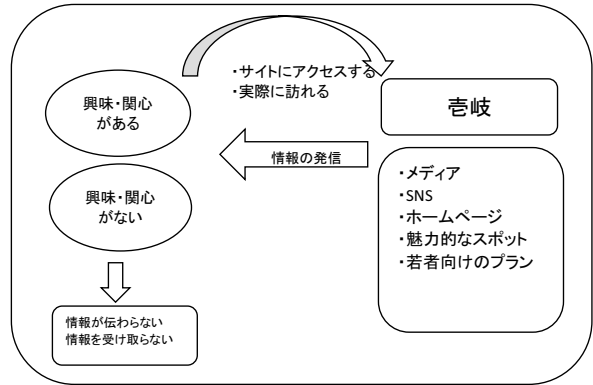 ・サイトにアクセスする
・実際に訪れる
興味・関心
がある
壱岐
情報の発信
興味・関心
がない
・メディア
・SNS
・ホームページ
・魅力的なスポット
・若者向けのプラン
情報が伝わらない
情報を受け取らない